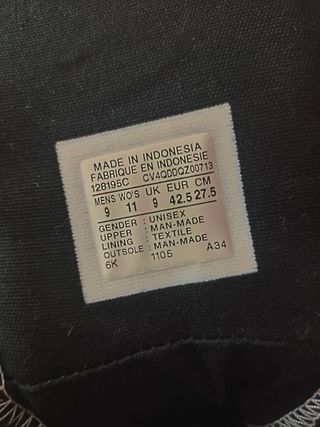 MADE IN INDONESIA
FABRIQUE EN INDONESIE
128195C CV4QDDQZ00713
MENS WO'S UK EUR CM
9 11 9 42.5 27.5
GENDER : UNISEX
UPPER : MAN-MADE
LINING : TEXTILE
OUTSOLE : MAN-MADE
6K 1105 A34